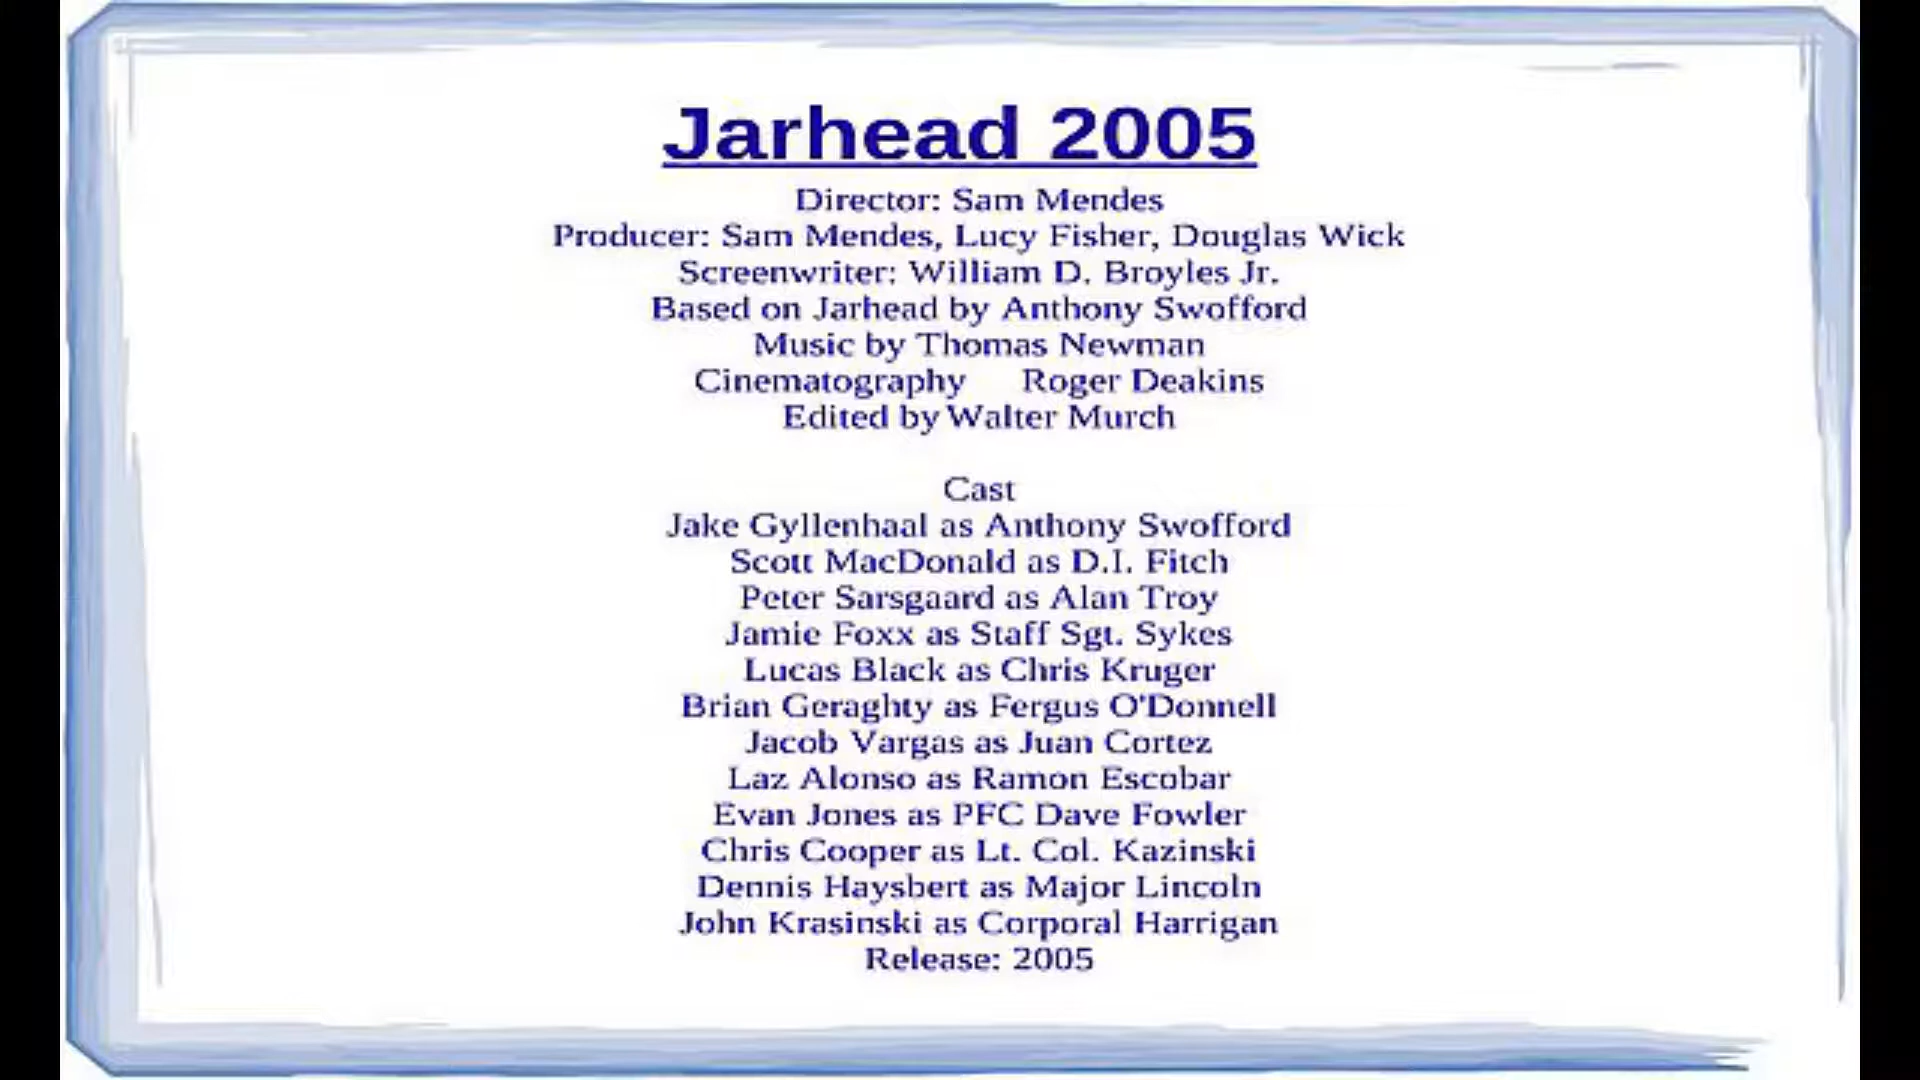 Jarhead 2005
Director: Sam Mendes
Producer: Sam Mendes, Lucy Fisher, Douglas Wick
Screenwriter: William D. Broyles Jr.
Based on Jarhead by Anthony Swofford
Music by Thomas Newman
Cinematography Roger Deakins
Edited by Walter Murch
Cast
Jake Gyllenhaal as Anthony Swofford
Scott MacDonald as D.I. Fitch
Peter Sarsgaard as Alan Troy
Jamie Foxx as Staff Sgt. Sykes
Lucas Black as Chris Kruger
Brian Geraghty as Fergus O'Donnell
Jacob Vargas as Juan Cortez
Laz Alonso as Ramon Escobar
Evan Jones as PFC Dave Fowler
Chris Cooper as Lt. Col. Kazinski
Dennis Haysbert as Major Lincoln
John Krasinski as Corporal Harrigan
Release: 2005